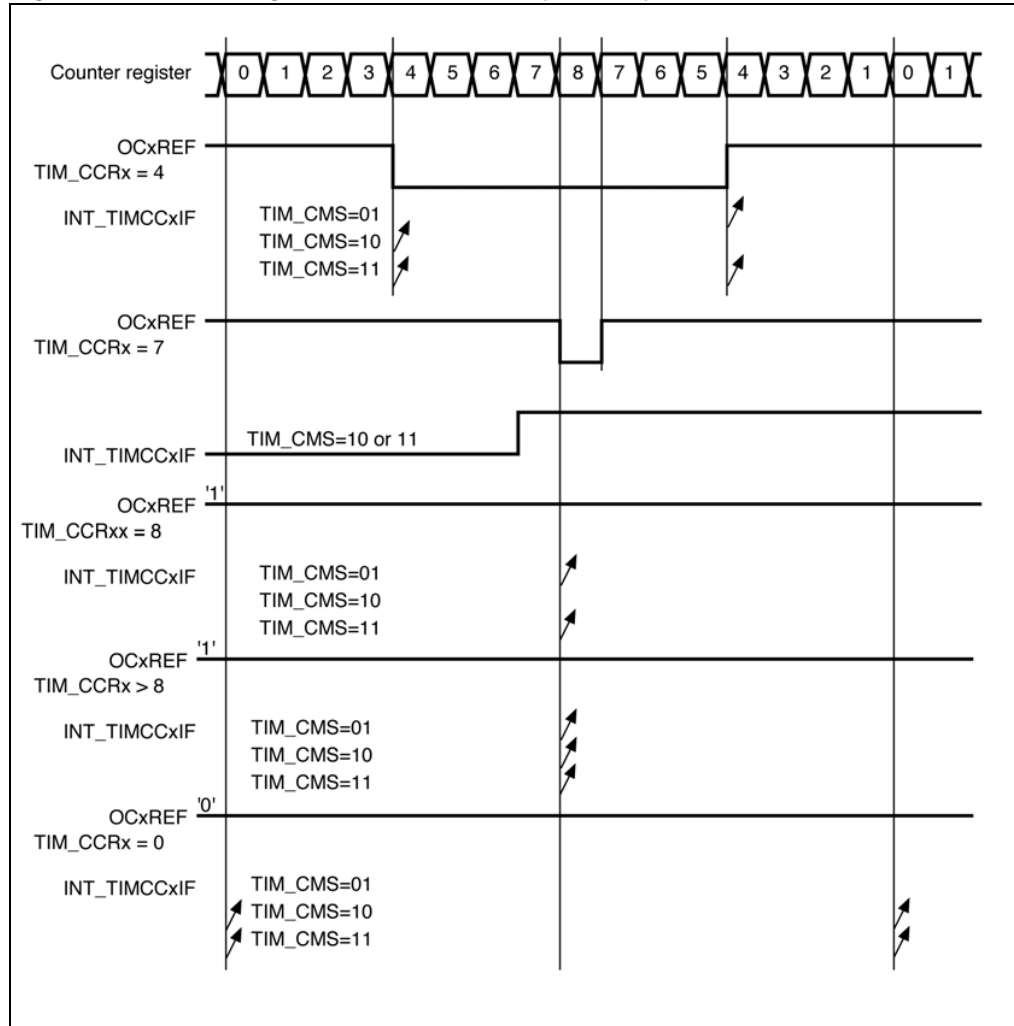 Counter register 0 1 2 3 4 5 6 7 8 7 6 5 4 3 2 1 0 1
OCxREF
TIM_CCRx = 4
INT_TIMCCxIF
TIM_CMS=01
TIM_CMS=10
TIM_CMS=11
OCxREF
TIM_CCRx = 7
TIM_CMS=10 or 11
INT_TIMCCxIF
OCxREF '1'
TIM_CCRxx = 8
INT_TIMCCxIF
TIM_CMS=01
TIM_CMS=10
TIM_CMS=11
OCxREF '1'
TIM_CCRx > 8
INT_TIMCCxIF
TIM_CMS=01
TIM_CMS=10
TIM_CMS=11
OCxREF '0'
TIM_CCRx = 0
INT_TIMCCxIF
TIM_CMS=01
TIM_CMS=10
TIM_CMS=11